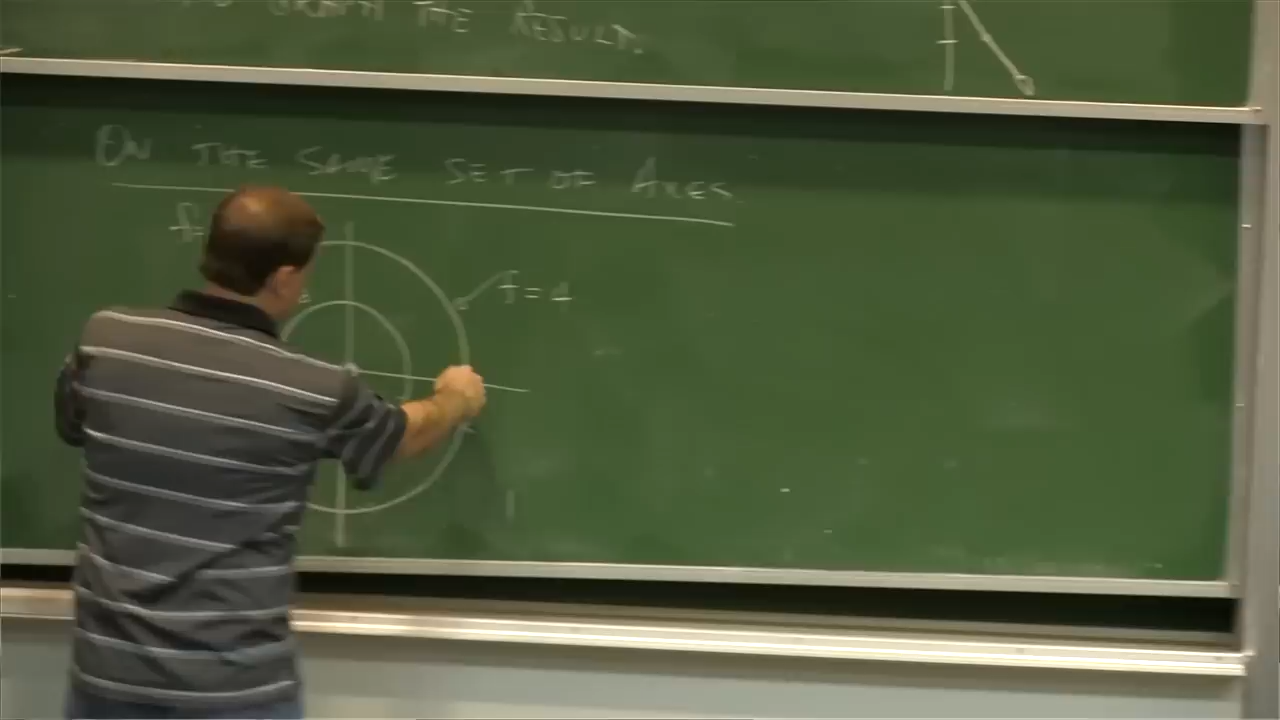 GRAPH THE RESULT.
ON THE SAME SET OF AXES
f=4